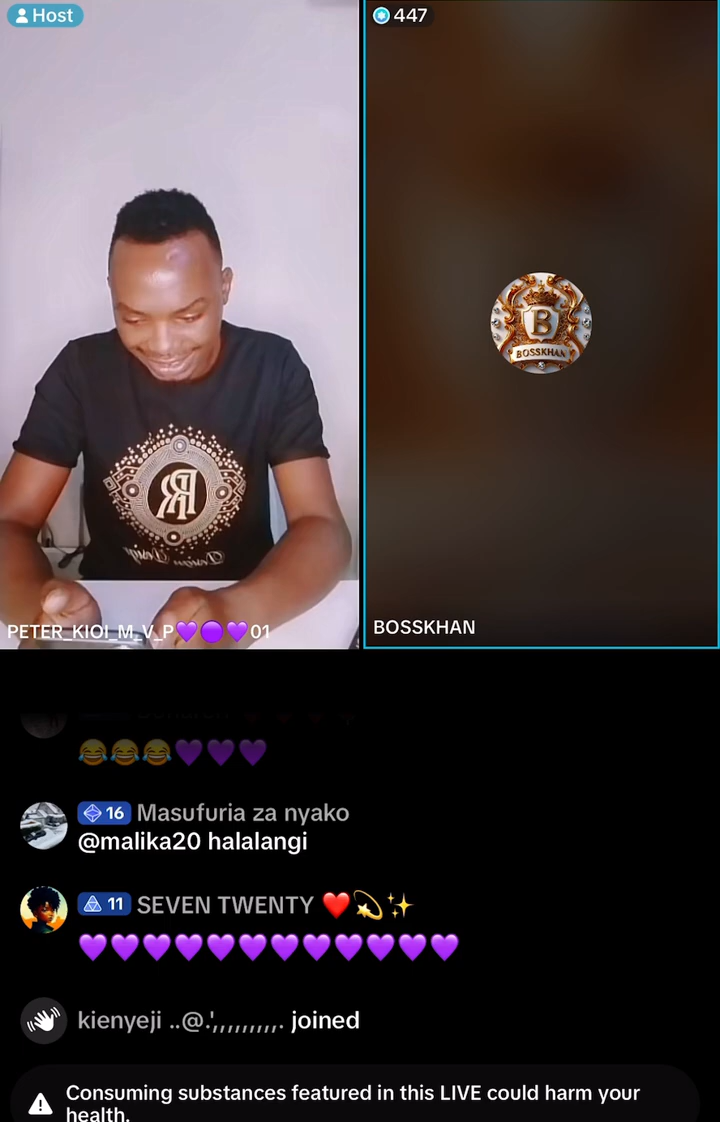 Host
447
B
BOSSKHAN
PETER_KIOI_M_V_P💜🟣💜01
BOSSKHAN
😂😂😂💜💜💜
16 Masufuria za nyako
@malika20 halalangi
11 SEVEN TWENTY ❤️💫✨
💜💜💜💜💜💜💜💜💜💜💜💜
kienyeji ..@.',,,,,,,,,. joined
Consuming substances featured in this LIVE could harm your
health.